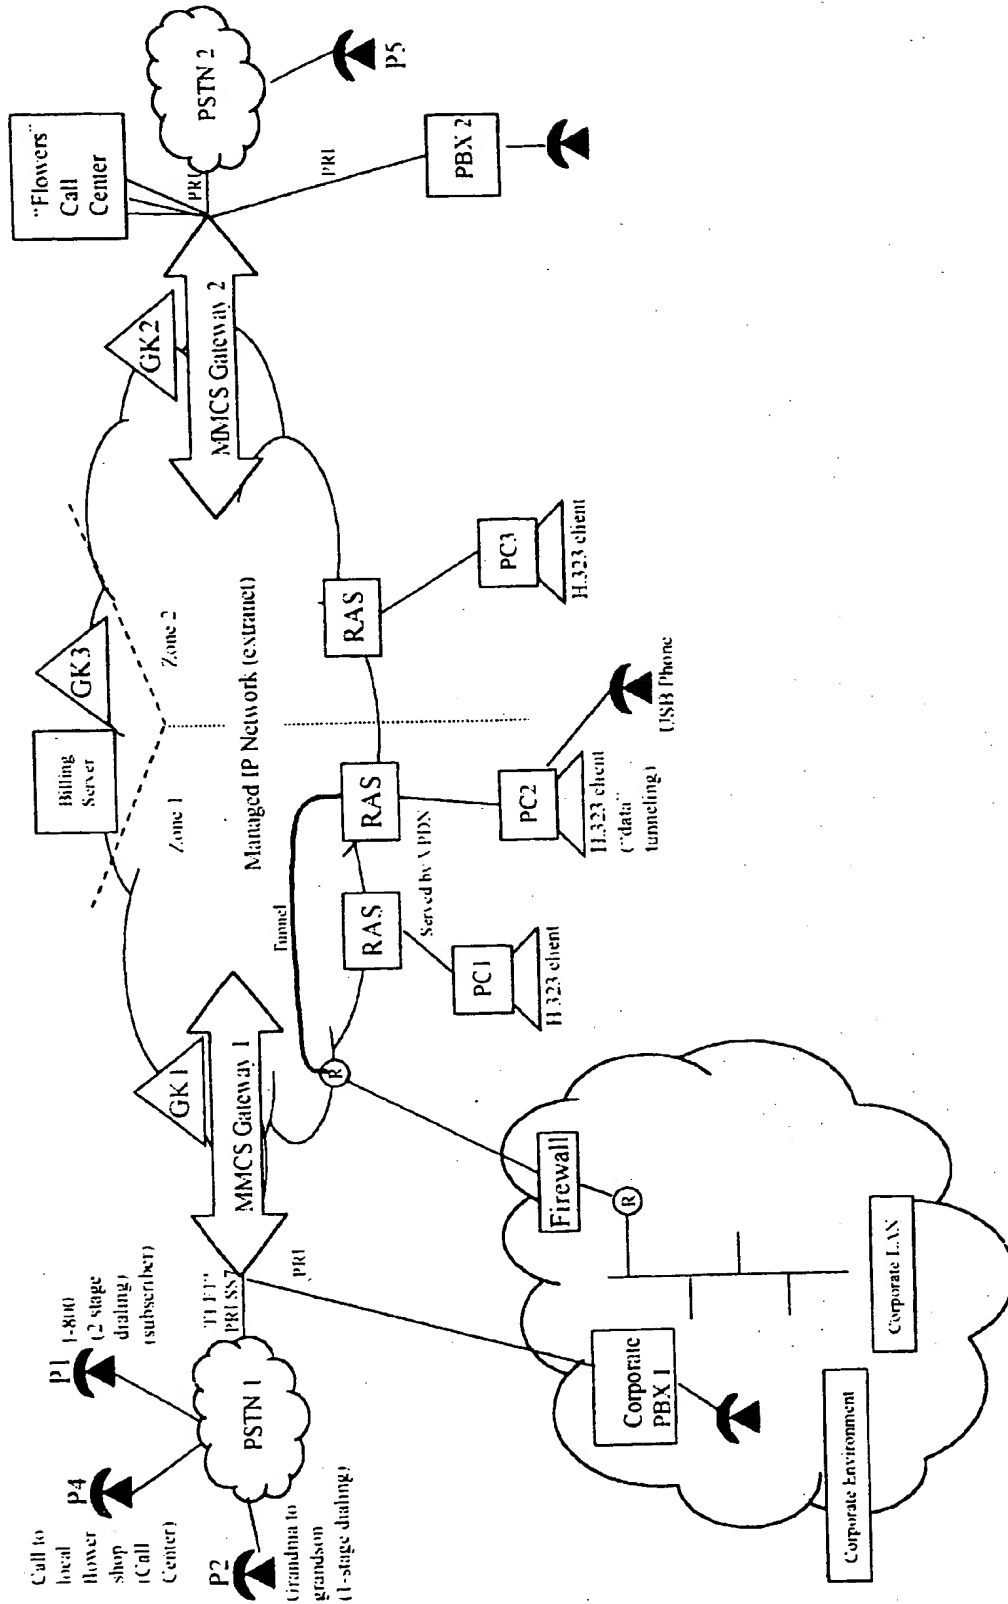 Call to
local
flower
shop
(Call
Center)
P4
P1
1-800
(2 stage
dialing)
(subscriber)
P2
Grandma to
grandson
(1-stage dialing)
PSTN 1
PRI
GK1
MMCS Gateway 1
Billing
Server
GK3
Zone 1
Zone 2
Managed IP Network (extranet)
GK2
MMCS Gateway 2
"Flowers"
Call
Center
PRI
PSTN 2
P5
PRI
PBX 2
Tunnel
R
RAS
RAS
RAS
Served by VPDN
PC1
H.323 client
PC2
H.323 client
("data"
tunneling)
USB Phone
PC3
H.323 client
Firewall
R
Corporate
PBX 1
Corporate LAN
Corporate Environment